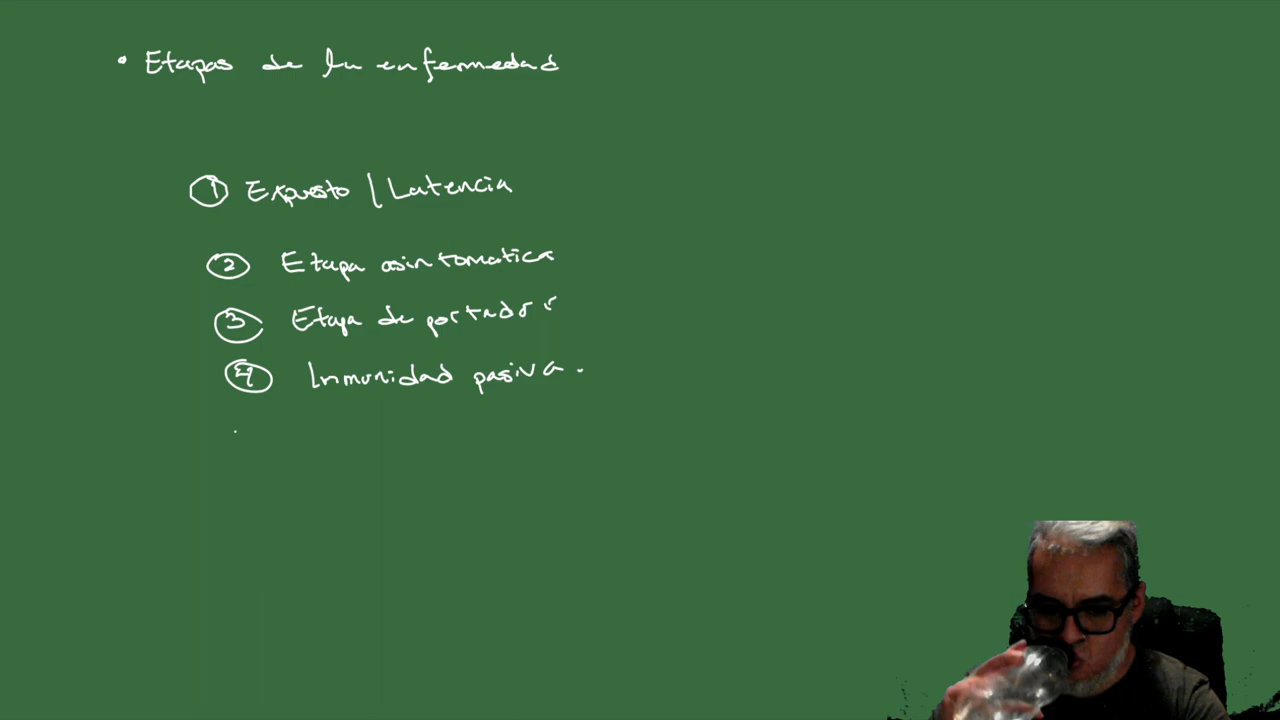 • Etapas de la enfermedad
① Expuesto | Latencia
② Etapa asintomatica
③ Etapa de portador
④ Inmunidad pasiva.